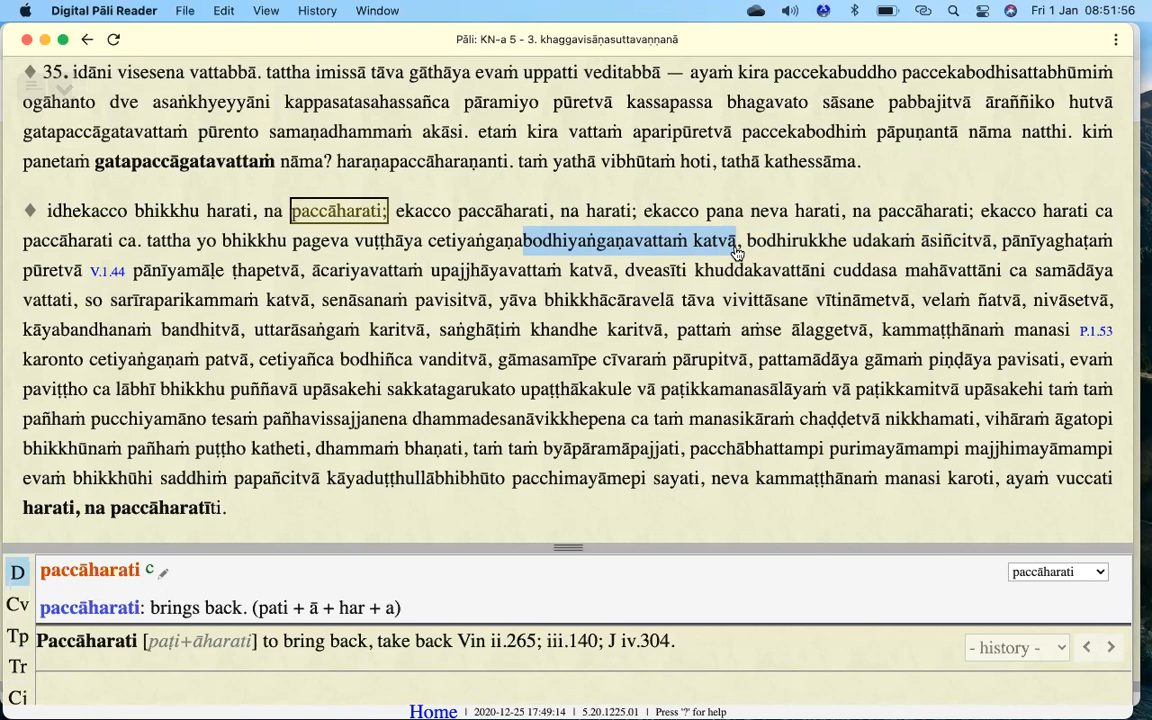 Digital Pāli Reader File Edit View History Window Fri 1 Jan 08:51:56
Pāli: KN-a 5 - 3. khaggavisāṇasuttavaṇṇanā
♦ 35. idāni visesena vattabbā. tattha imissā tāva gāthāya evaṁ uppatti veditabbā — ayaṁ kira paccekabuddho paccekabodhisattabhūmiṁ
ogāhanto dve asaṅkhyeyyāni kappasatasahassañca pāramiyo pūretvā kassapassa bhagavato sāsane pabbajitvā āraññiko hutvā
gatapaccāgatavattaṁ pūrento samaṇadhammaṁ akāsi. etaṁ kira vattaṁ aparipūretvā paccekabodhiṁ pāpuṇantā nāma natthi. kiṁ
panetaṁ gatapaccāgatavattaṁ nāma? haraṇapaccāharaṇanti. taṁ yathā vibhūtaṁ hoti, tathā kathessāma.
♦ idhekacco bhikkhu harati, na paccāharati; ekacco paccāharati, na harati; ekacco pana neva harati, na paccāharati; ekacco harati ca
paccāharati ca. tattha yo bhikkhu pageva vuṭṭhāya cetiyaṅgaṇabodhiyaṅgaṇavattaṁ katvā, bodhirukkhe udakaṁ āsiñcitvā, pānīyaghaṭaṁ
pūretvā V.1.44 pānīyamāḷe ṭhapetvā, ācariyavattaṁ upajjhāyavattaṁ katvā, dveasīti khuddakavattāni cuddasa mahāvattāni ca samādāya
vattati, so sarīraparikammaṁ katvā, senāsanaṁ pavisitvā, yāva bhikkhācāravelā tāva vivittāsane vītināmetvā, velaṁ ñatvā, nivāsetvā,
kāyabandhanaṁ bandhitvā, uttarāsaṅgaṁ karitvā, saṅghāṭiṁ khandhe karitvā, pattaṁ aṁse ālaggetvā, kammaṭṭhānaṁ manasi P.1.53
karonto cetiyaṅgaṇaṁ patvā, cetiyañca bodhiñca vanditvā, gāmasamīpe cīvaraṁ pārupitvā, pattamādāya gāmaṁ piṇḍāya pavisati, evaṁ
paviṭṭho ca lābhī bhikkhu puññavā upāsakehi sakkatagarukato upaṭṭhākakule vā paṭikkamanasālāyaṁ vā paṭikkamitvā upāsakehi taṁ taṁ
pañhaṁ pucchiyamāno tesaṁ pañhavissajjanena dhammadesanāvikkhepena ca taṁ manasikāraṁ chaḍḍetvā nikkhamati, vihāraṁ āgatopi
bhikkhūnaṁ pañhaṁ puṭṭho katheti, dhammaṁ bhaṇati, taṁ taṁ byāpāramāpajjati, pacchābhattampi purimayāmampi majjhimayāmampi
evaṁ bhikkhūhi saddhiṁ papañcitvā kāyaduṭṭhullābhibhūto pacchimayāmepi sayati, neva kammaṭṭhānaṁ manasi karoti, ayaṁ vuccati
harati, na paccāharatīti.
D paccāharati c paccāharati
Cv paccāharati: brings back. (pati + ā + har + a)
Tp Paccāharati [paṭi+āharati] to bring back, take back Vin ii.265; iii.140; J iv.304. - history -
Tr
Cj
Home | 2020-12-25 17:49:14 | 5.20.1225.01 | Press '?' for help